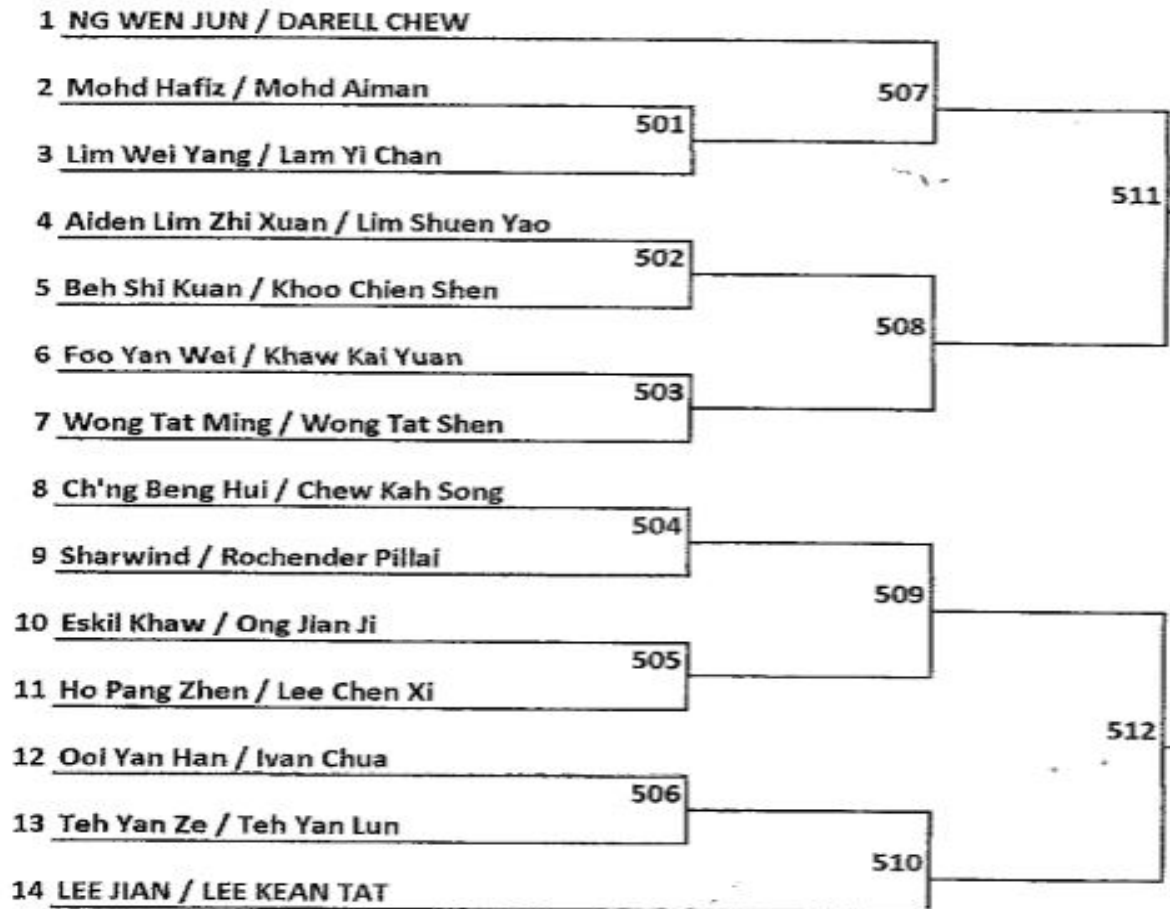 1 NG WEN JUN / DARELL CHEW
507
2 Mohd Hafiz / Mohd Aiman
501
3 Lim Wei Yang / Lam Yi Chan
511
4 Aiden Lim Zhi Xuan / Lim Shuen Yao
502
5 Beh Shi Kuan / Khoo Chien Shen
508
6 Foo Yan Wei / Khaw Kai Yuan
503
7 Wong Tat Ming / Wong Tat Shen
8 Ch'ng Beng Hui / Chew Kah Song
504
9 Sharwind / Rochender Pillai
509
10 Eskil Khaw / Ong Jian Ji
505
11 Ho Pang Zhen / Lee Chen Xi
512
12 Ooi Yan Han / Ivan Chua
506
13 Teh Yan Ze / Teh Yan Lun
510
14 LEE JIAN / LEE KEAN TAT